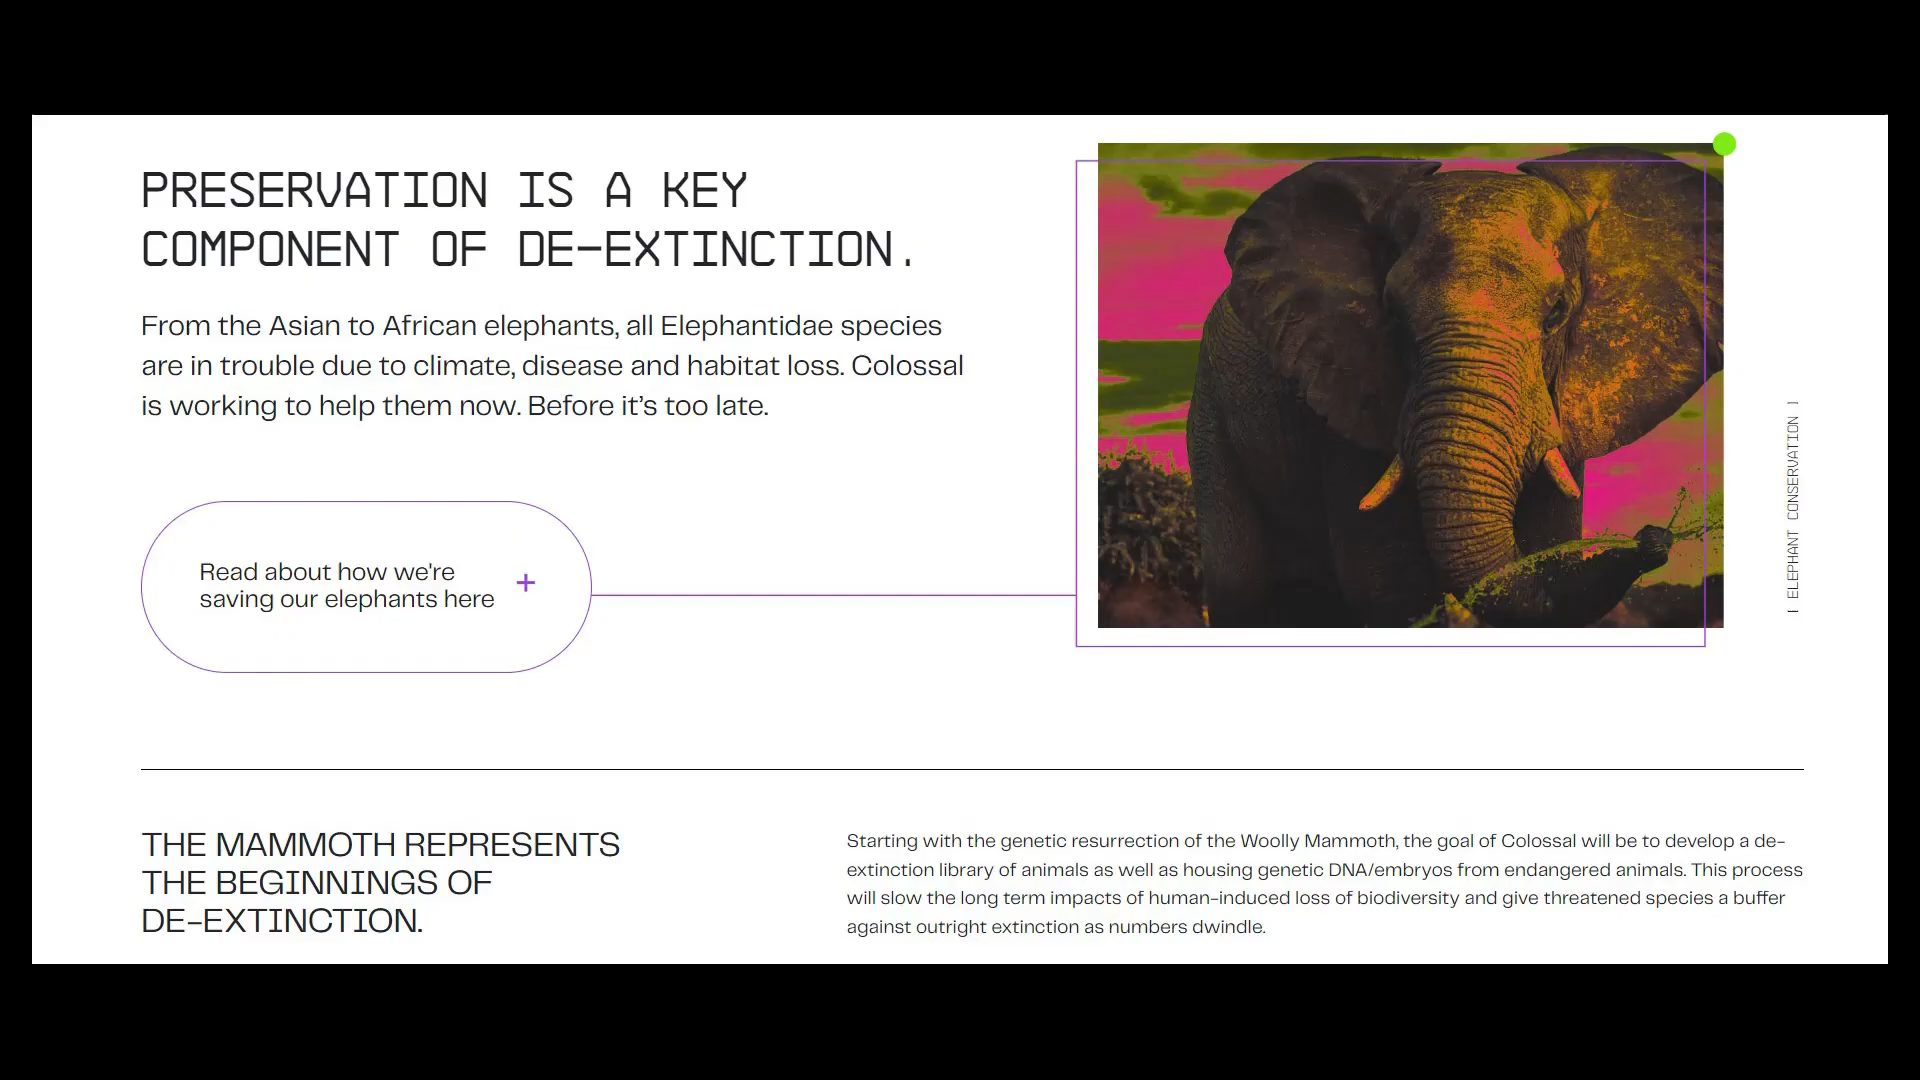 PRESERVATION IS A KEY
COMPONENT OF DE-EXTINCTION.
From the Asian to African elephants, all Elephantidae species
are in trouble due to climate, disease and habitat loss. Colossal
is working to help them now. Before it's too late.
Read about how we're
saving our elephants here +
| ELEPHANT CONSERVATION |
THE MAMMOTH REPRESENTS
THE BEGINNINGS OF
DE-EXTINCTION.
Starting with the genetic resurrection of the Woolly Mammoth, the goal of Colossal will be to develop a de-
extinction library of animals as well as housing genetic DNA/embryos from endangered animals. This process
will slow the long term impacts of human-induced loss of biodiversity and give threatened species a buffer
against outright extinction as numbers dwindle.